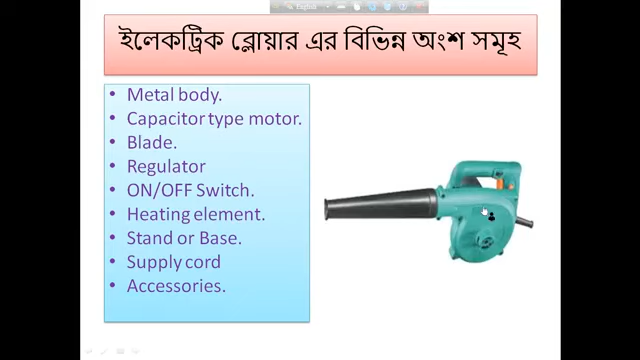 English
ইলেকট্রিক ব্লোয়ার এর বিভিন্ন অংশ সমূহ
• Metal body.
• Capacitor type motor.
• Blade.
• Regulator
• ON/OFF Switch.
• Heating element.
• Stand or Base.
• Supply cord
• Accessories.